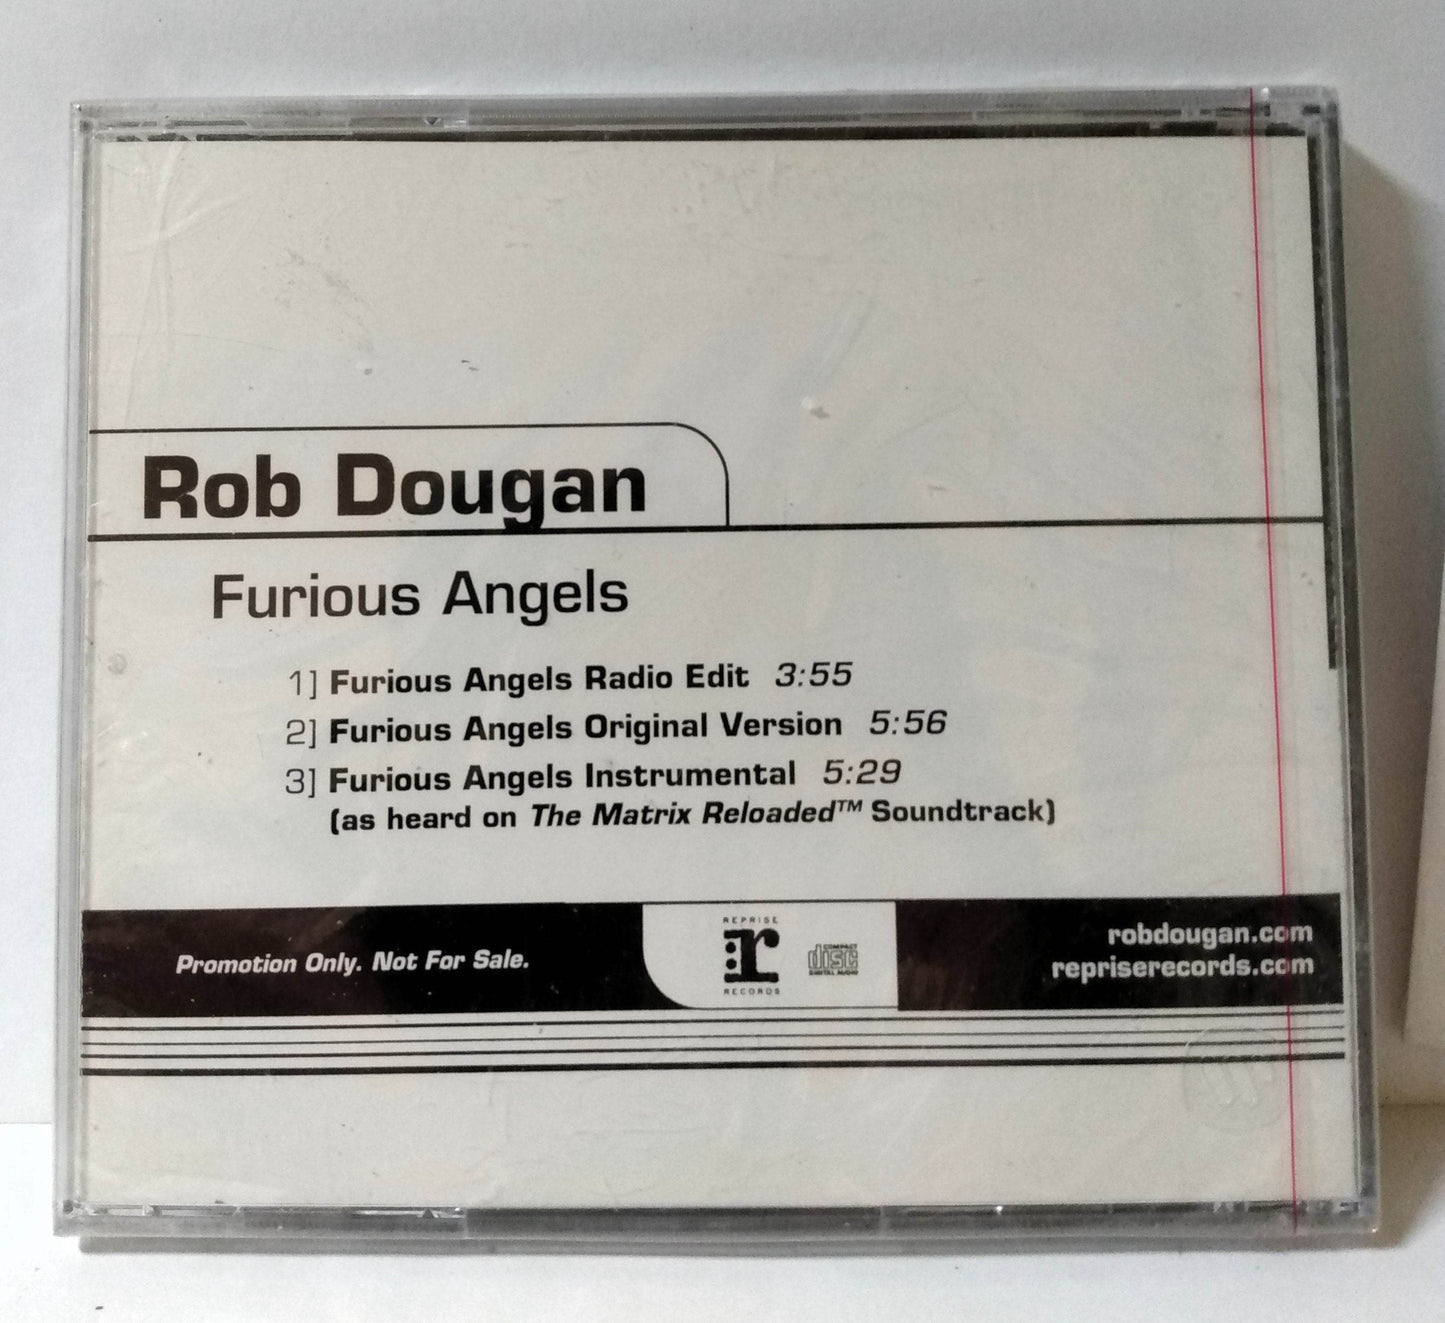 Rob Dougan
Furious Angels
1] Furious Angels Radio Edit 3:55
2] Furious Angels Original Version 5:56
3] Furious Angels Instrumental 5:29
(as heard on The Matrix Reloaded™ Soundtrack)
Promotion Only. Not For Sale.
REPRISE
r
RECORDS
COMPACT
disc
DIGITAL AUDIO
robdougan.com
repriserecords.com